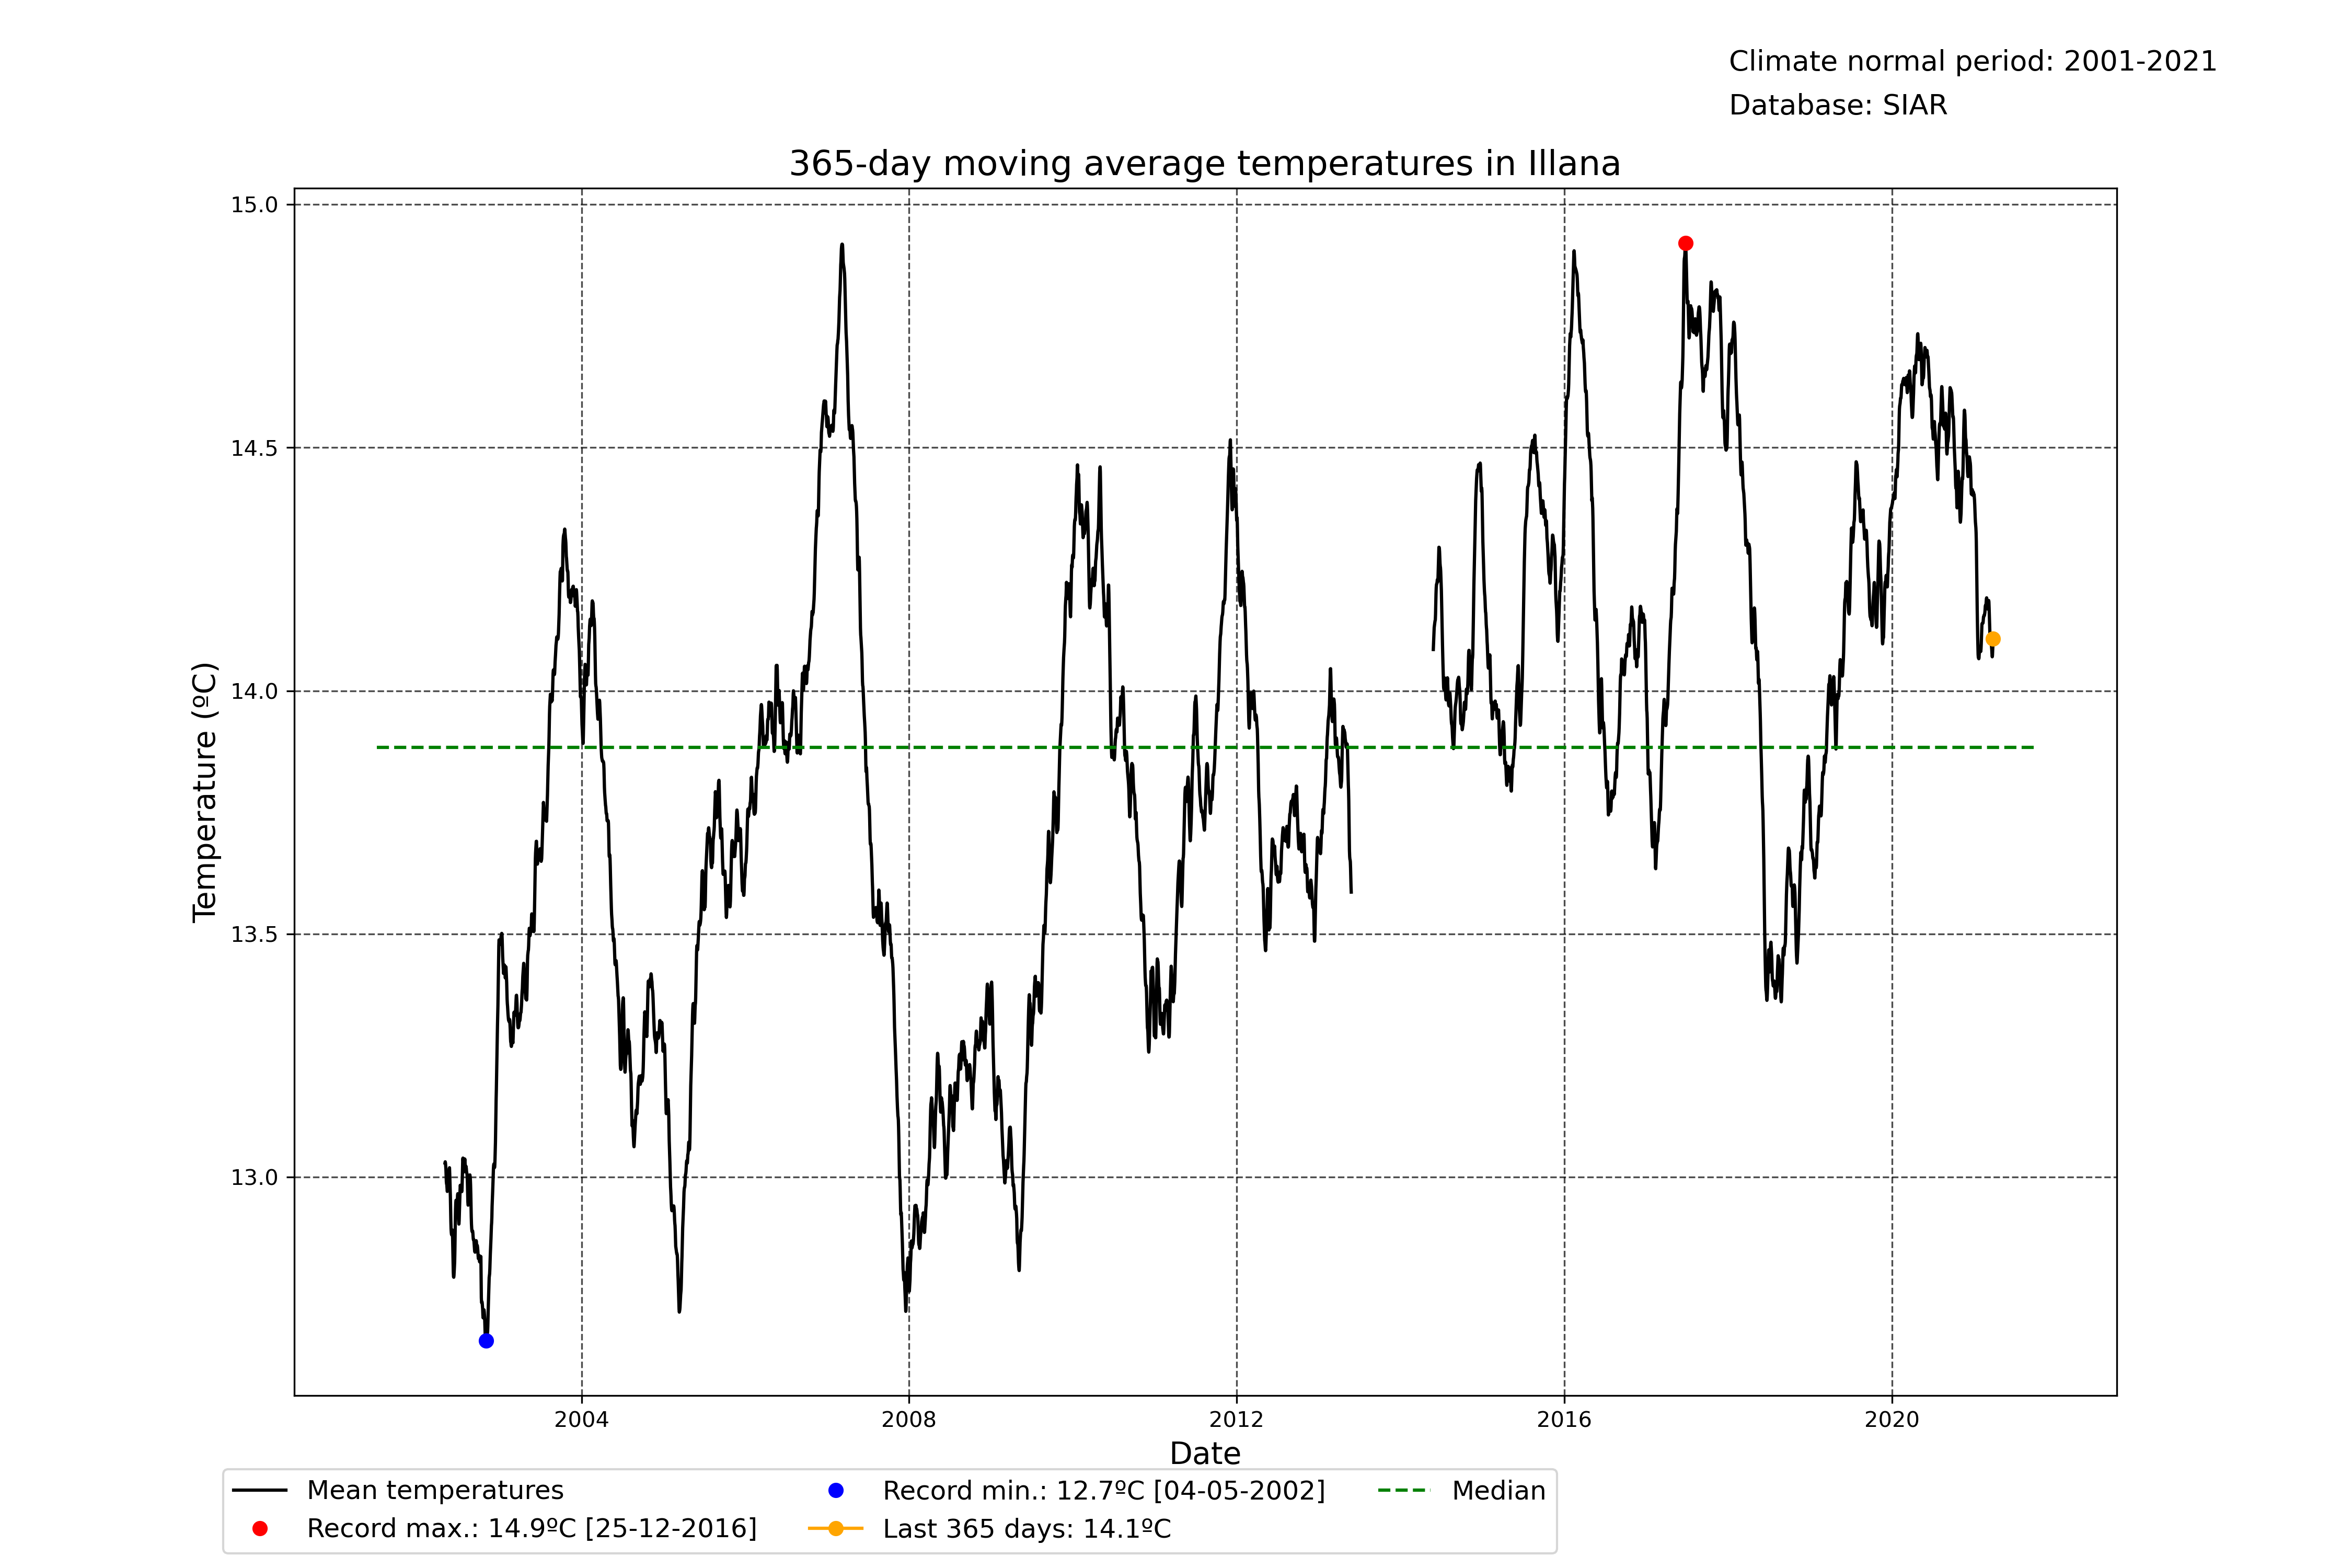 Climate normal period: 2001-2021
Database: SIAR
365-day moving average temperatures in Illana
15.0
14.5
14.0
13.5
13.0
Temperature (ºC)
2004 2008 2012 2016 2020
Date
Mean temperatures
Record max.: 14.9ºC [25-12-2016]
Record min.: 12.7ºC [04-05-2002]
Last 365 days: 14.1ºC
Median